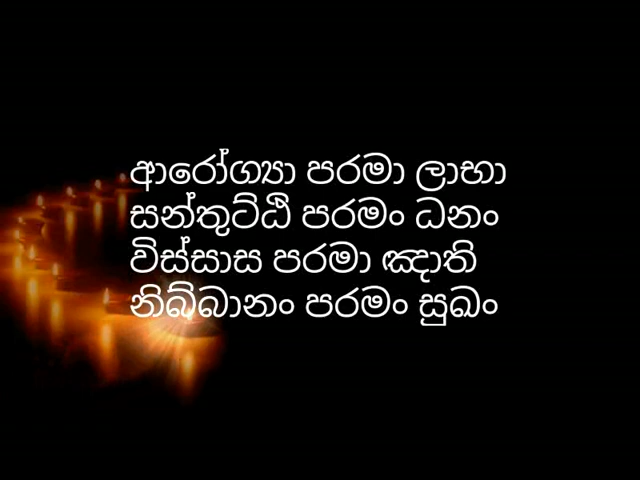 ආරෝග්‍යා පරමා ලාභා
සන්තුට්ඨි පරමං ධනං
විස්සාස පරමා ඤාති
නිබ්බානං පරමං සුඛං